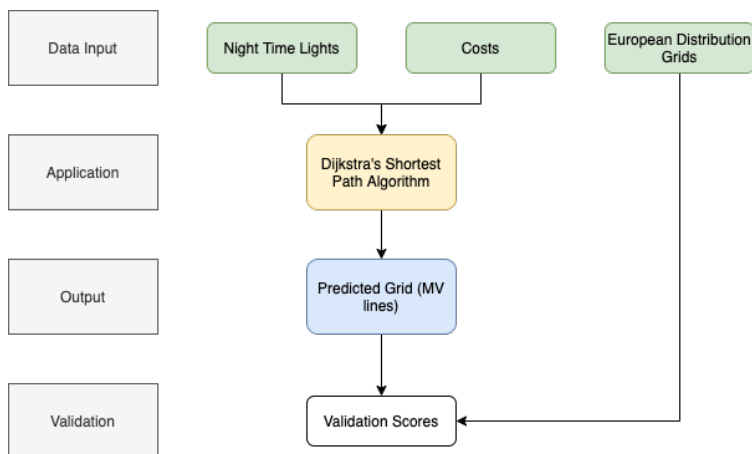 Data Input
Night Time Lights
Costs
European Distribution
Grids
Application
Dijkstra's Shortest
Path Algorithm
Output
Predicted Grid (MV
lines)
Validation
Validation Scores